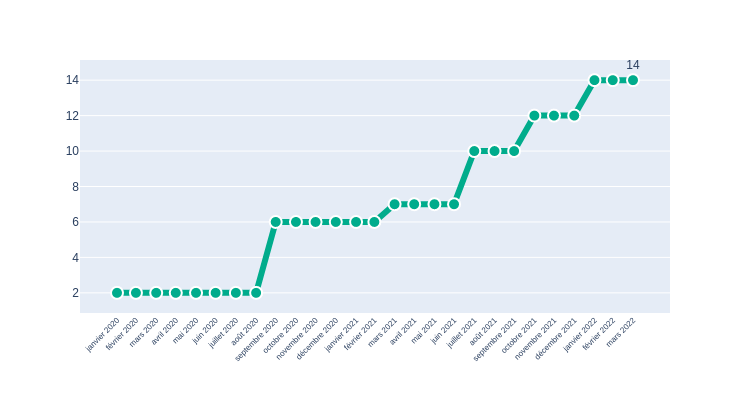 14
14
12
10
8
6
4
2
janvier 2020
février 2020
mars 2020
avril 2020
mai 2020
juin 2020
juillet 2020
août 2020
septembre 2020
octobre 2020
novembre 2020
décembre 2020
janvier 2021
février 2021
mars 2021
avril 2021
mai 2021
juin 2021
juillet 2021
août 2021
septembre 2021
octobre 2021
novembre 2021
décembre 2021
janvier 2022
février 2022
mars 2022